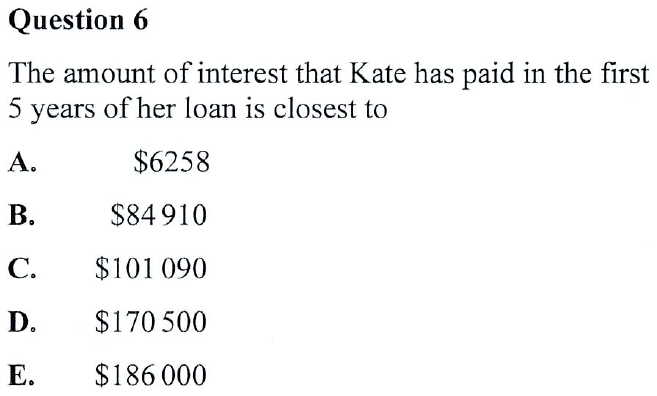 Question 6
The amount of interest that Kate has paid in the first
5 years of her loan is closest to
A. $6258
B. $84 910
C. $101 090
D. $170 500
E. $186 000